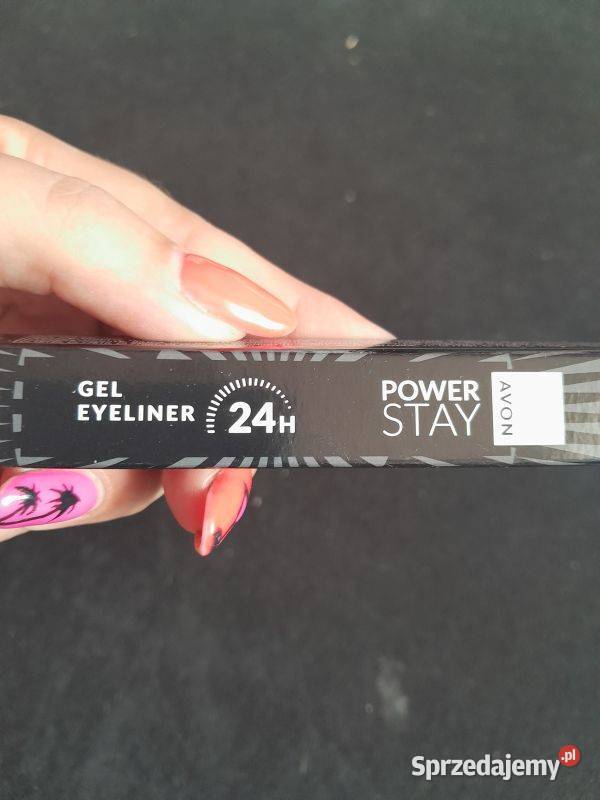 GEL
EYELINER
24H
POWER
STAY
AVON
Sprzedajemy.pl